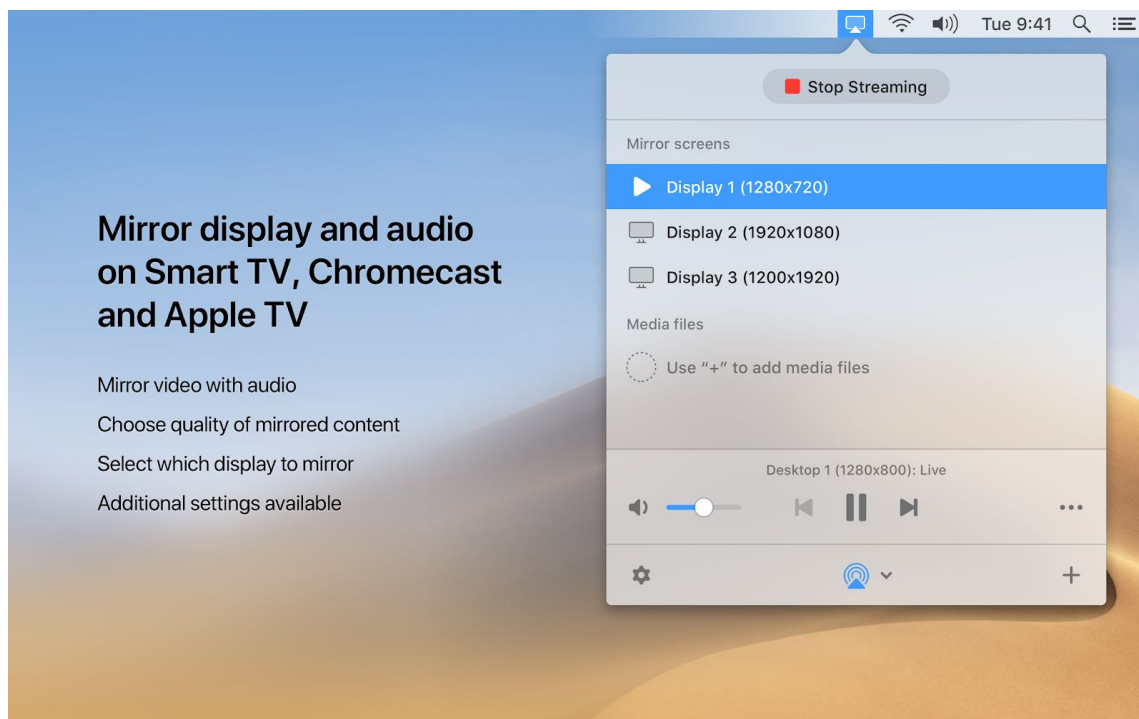 Tue 9:41
Stop Streaming
Mirror screens
Display 1 (1280x720)
Display 2 (1920x1080)
Display 3 (1200x1920)
Media files
Use “+” to add media files
Desktop 1 (1280x800): Live
Mirror display and audio
on Smart TV, Chromecast
and Apple TV
Mirror video with audio
Choose quality of mirrored content
Select which display to mirror
Additional settings available